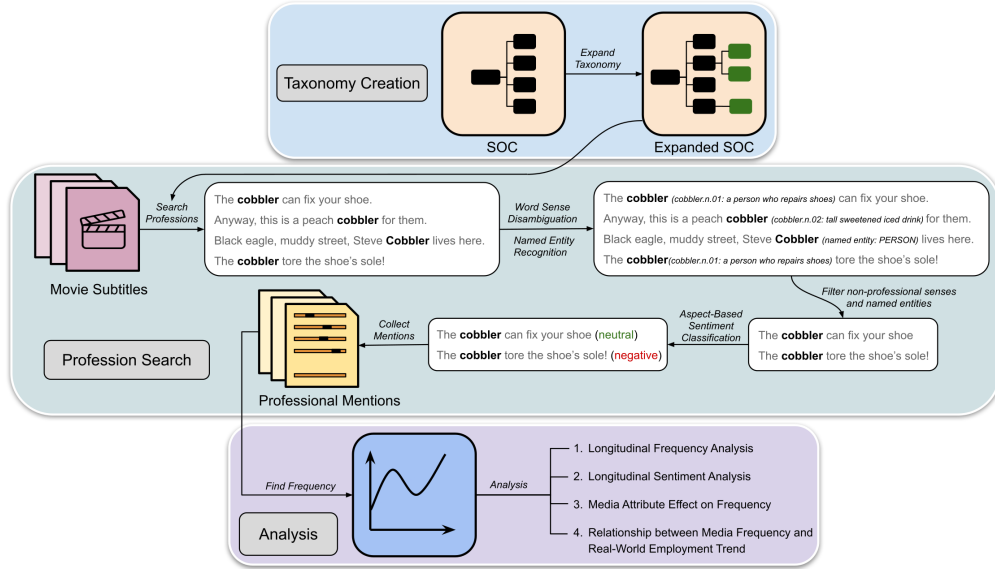 Taxonomy Creation
SOC
Expand
Taxonomy
Expanded SOC
Movie Subtitles
Search
Professions
The cobbler can fix your shoe.
Anyway, this is a peach cobbler for them.
Black eagle, muddy street, Steve Cobbler lives here.
The cobbler tore the shoe's sole!
Word Sense
Disambiguation
Named Entity
Recognition
The cobbler (cobbler.n.01: a person who repairs shoes) can fix your shoe.
Anyway, this is a peach cobbler (cobbler.n.02: tall sweetened iced drink) for them.
Black eagle, muddy street, Steve Cobbler (named entity: PERSON) lives here.
The cobbler(cobbler.n.01: a person who repairs shoes) tore the shoe's sole!
Filter non-professional senses
and named entities
The cobbler can fix your shoe
The cobbler tore the shoe's sole!
Aspect-Based
Sentiment
Classification
The cobbler can fix your shoe (neutral)
The cobbler tore the shoe's sole! (negative)
Collect
Mentions
Professional Mentions
Profession Search
Find Frequency
Analysis
Analysis
1. Longitudinal Frequency Analysis
2. Longitudinal Sentiment Analysis
3. Media Attribute Effect on Frequency
4. Relationship between Media Frequency and
Real-World Employment Trend